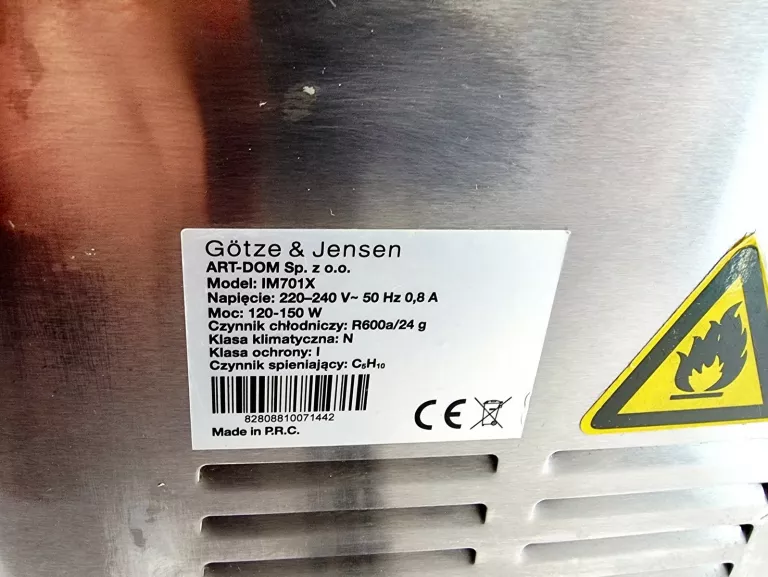 Götze & Jensen
ART-DOM Sp. z o.o.
Model: IM701X
Napięcie: 220–240 V~ 50 Hz 0,8 A
Moc: 120-150 W
Czynnik chłodniczy: R600a/24 g
Klasa klimatyczna: N
Klasa ochrony: I
Czynnik spieniający: C₅H₁₀
82808810071442
Made in P.R.C.
CE